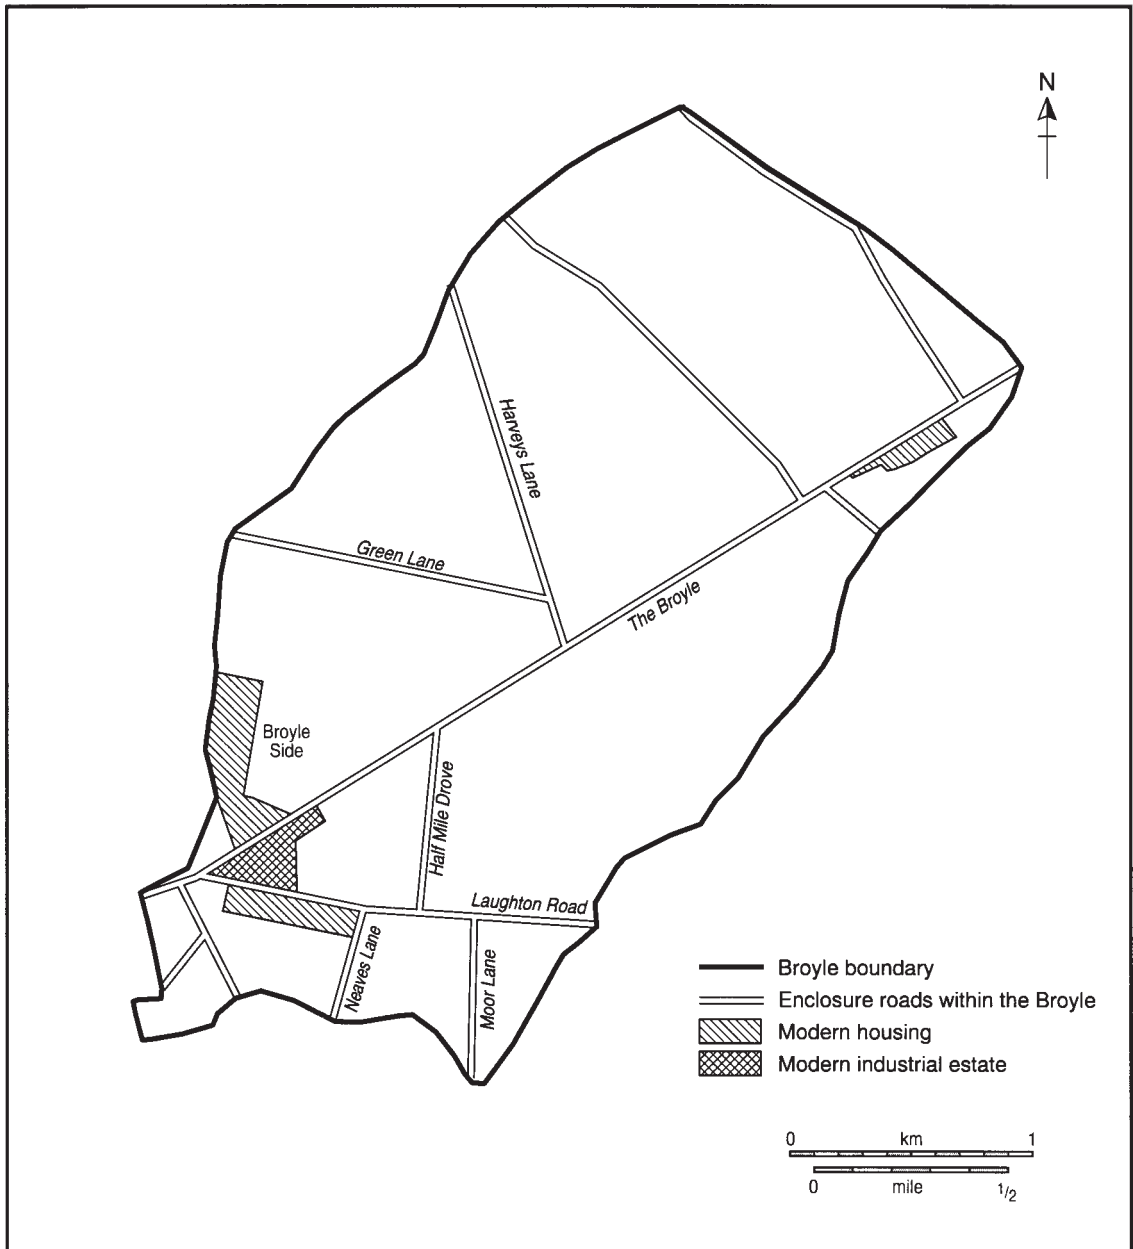 N
Harveys Lane
Green Lane
The Broyle
Broyle
Side
Half Mile Drove
Laughton Road
Neaves Lane
Moor Lane
Broyle boundary
Enclosure roads within the Broyle
Modern housing
Modern industrial estate
0 km 1
0 mile 1/2